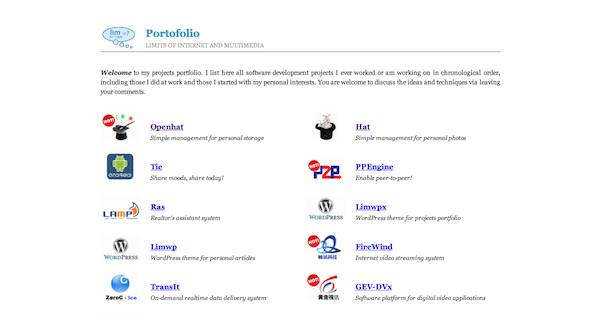 lim =?
Portofolio
LIMITS OF INTERNET AND MULTIMEDIA
Welcome to my projects portfolio. I list here all software development projects I ever worked or am working on in chronological order,
including those I did at work and those I started with my personal interests. You are welcome to discuss the ideas and techniques via leaving
your comments.
HOT!
Openhat
Simple management for personal storage
Hat
Simple management for personal photos
ANDROID
Tic
Share moods, share today!
HOT!
P2P
PPEngine
Enable peer-to-peer!
LAMP
Ras
Realtor's assistant system
WORDPRESS
Limwpx
WordPress theme for projects portfolio
WORDPRESS
Limwp
WordPress theme for personal articles
HOT!
FireWind
Internet video streaming system
ZeroC - Ice
TransIt
On-demand realtime data delivery system
HOT!
GEV-DVx
Software platform for digital video applications